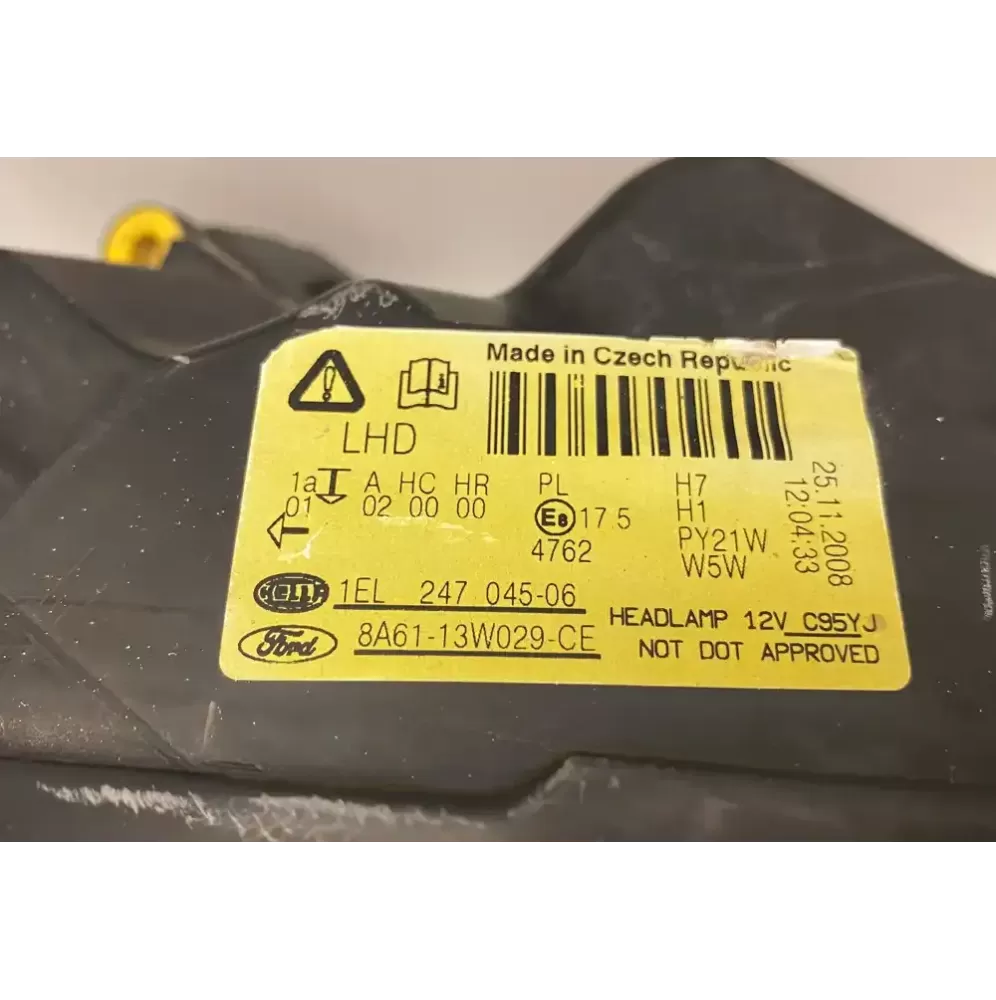 Made in Czech Republic
LHD
1a A HC HR PL H7
01 02 00 00 E8 17 5 H1
4762 PY21W
W5W
25.11.2008
12:04:33
HELLA 1EL 247 045-06
Ford 8A61-13W029-CE
HEADLAMP 12V C95YJ
NOT DOT APPROVED